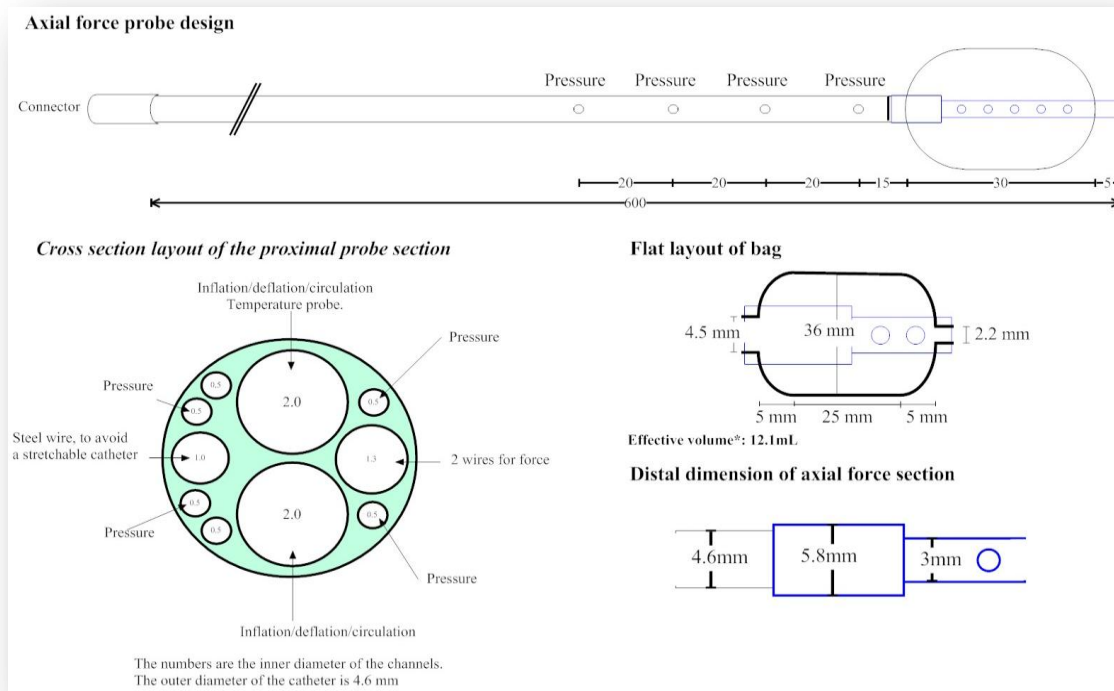 Axial force probe design
Pressure Pressure Pressure Pressure
Connector
20 20 20 15 30 5
600
Cross section layout of the proximal probe section
Inflation/deflation/circulation
Temperature probe.
Pressure
Pressure
0.5
0.5
2.0
0.5
Steel wire, to avoid
a stretchable catheter
1.0
1.3
2 wires for force
0.5
0.5
2.0
0.5
Pressure
Pressure
Inflation/deflation/circulation
The numbers are the inner diameter of the channels.
The outer diameter of the catheter is 4.6 mm
Flat layout of bag
4.5 mm 36 mm 2.2 mm
5 mm 25 mm 5 mm
Effective volume*: 12.1mL
Distal dimension of axial force section
4.6mm 5.8mm 3mm